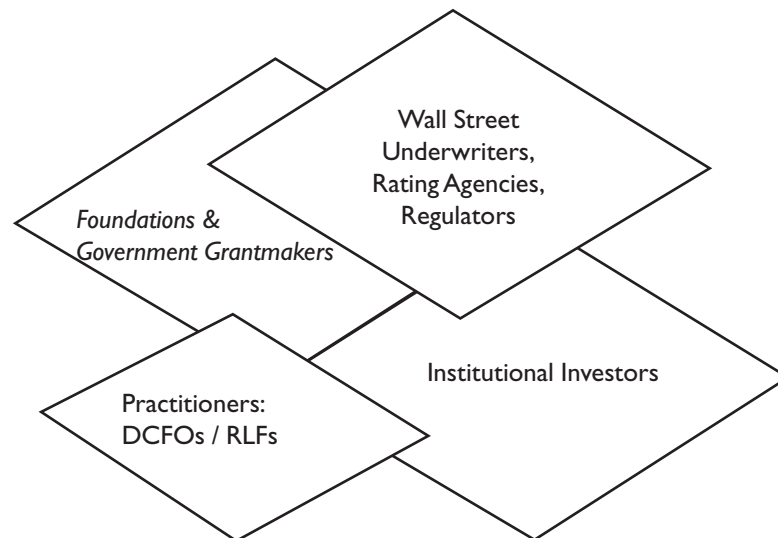 Wall Street
Underwriters,
Rating Agencies,
Regulators
Foundations &
Government Grantmakers
Institutional Investors
Practitioners:
DCFOs / RLFs